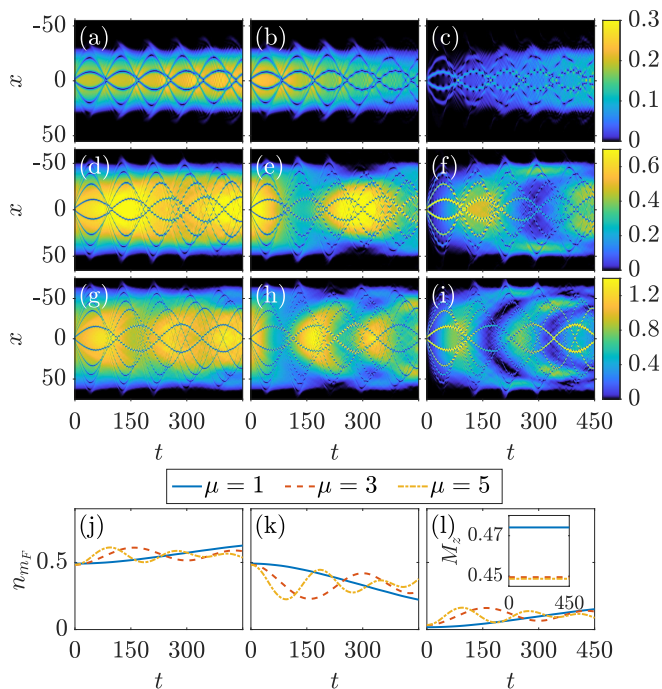 -50
0
50
x
(a)
(b)
(c)
0.3
0.2
0.1
0
-50
0
50
x
(d)
(e)
(f)
0.6
0.4
0.2
0
-50
0
50
x
(g)
(h)
(i)
1.2
0.8
0.4
0
0 150 300
0 150 300
0 150 300 450
t
t
t
μ = 1
μ = 3
μ = 5
(j)
(k)
(l)
n_{m_F}
0.5
0
M_z
0.47
0.45
0 450
0 150 300
0 150 300
0 150 300 450
t
t
t